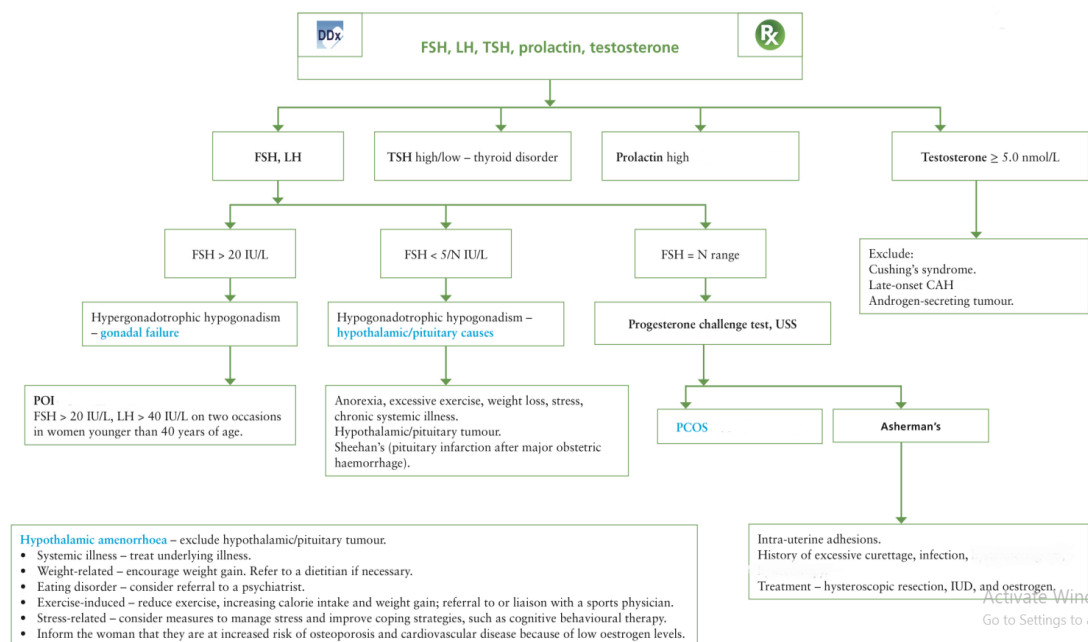 DDx
Rx
FSH, LH, TSH, prolactin, testosterone
FSH, LH
TSH high/low – thyroid disorder
Prolactin high
Testosterone ≥ 5.0 nmol/L
FSH > 20 IU/L
FSH < 5/N IU/L
FSH = N range
Exclude:
Cushing's syndrome.
Late-onset CAH
Androgen-secreting tumour.
Hypergonadotrophic hypogonadism
– gonadal failure
Hypogonadotrophic hypogonadism –
hypothalamic/pituitary causes
Progesterone challenge test, USS
POI
FSH > 20 IU/L, LH > 40 IU/L on two occasions
in women younger than 40 years of age.
Anorexia, excessive exercise, weight loss, stress,
chronic systemic illness.
Hypothalamic/pituitary tumour.
Sheehan's (pituitary infarction after major obstetric
haemorrhage).
PCOS
Asherman's
Hypothalamic amenorrhoea – exclude hypothalamic/pituitary tumour.
• Systemic illness – treat underlying illness.
• Weight-related – encourage weight gain. Refer to a dietitian if necessary.
• Eating disorder – consider referral to a psychiatrist.
• Exercise-induced – reduce exercise, increasing calorie intake and weight gain; referral to or liaison with a sports physician.
• Stress-related – consider measures to manage stress and improve coping strategies, such as cognitive behavioural therapy.
• Inform the woman that they are at increased risk of osteoporosis and cardiovascular disease because of low oestrogen levels.
Intra-uterine adhesions.
History of excessive curettage, infection,
Treatment – hysteroscopic resection, IUD, and oestrogen.
Activate Wind
Go to Settings to